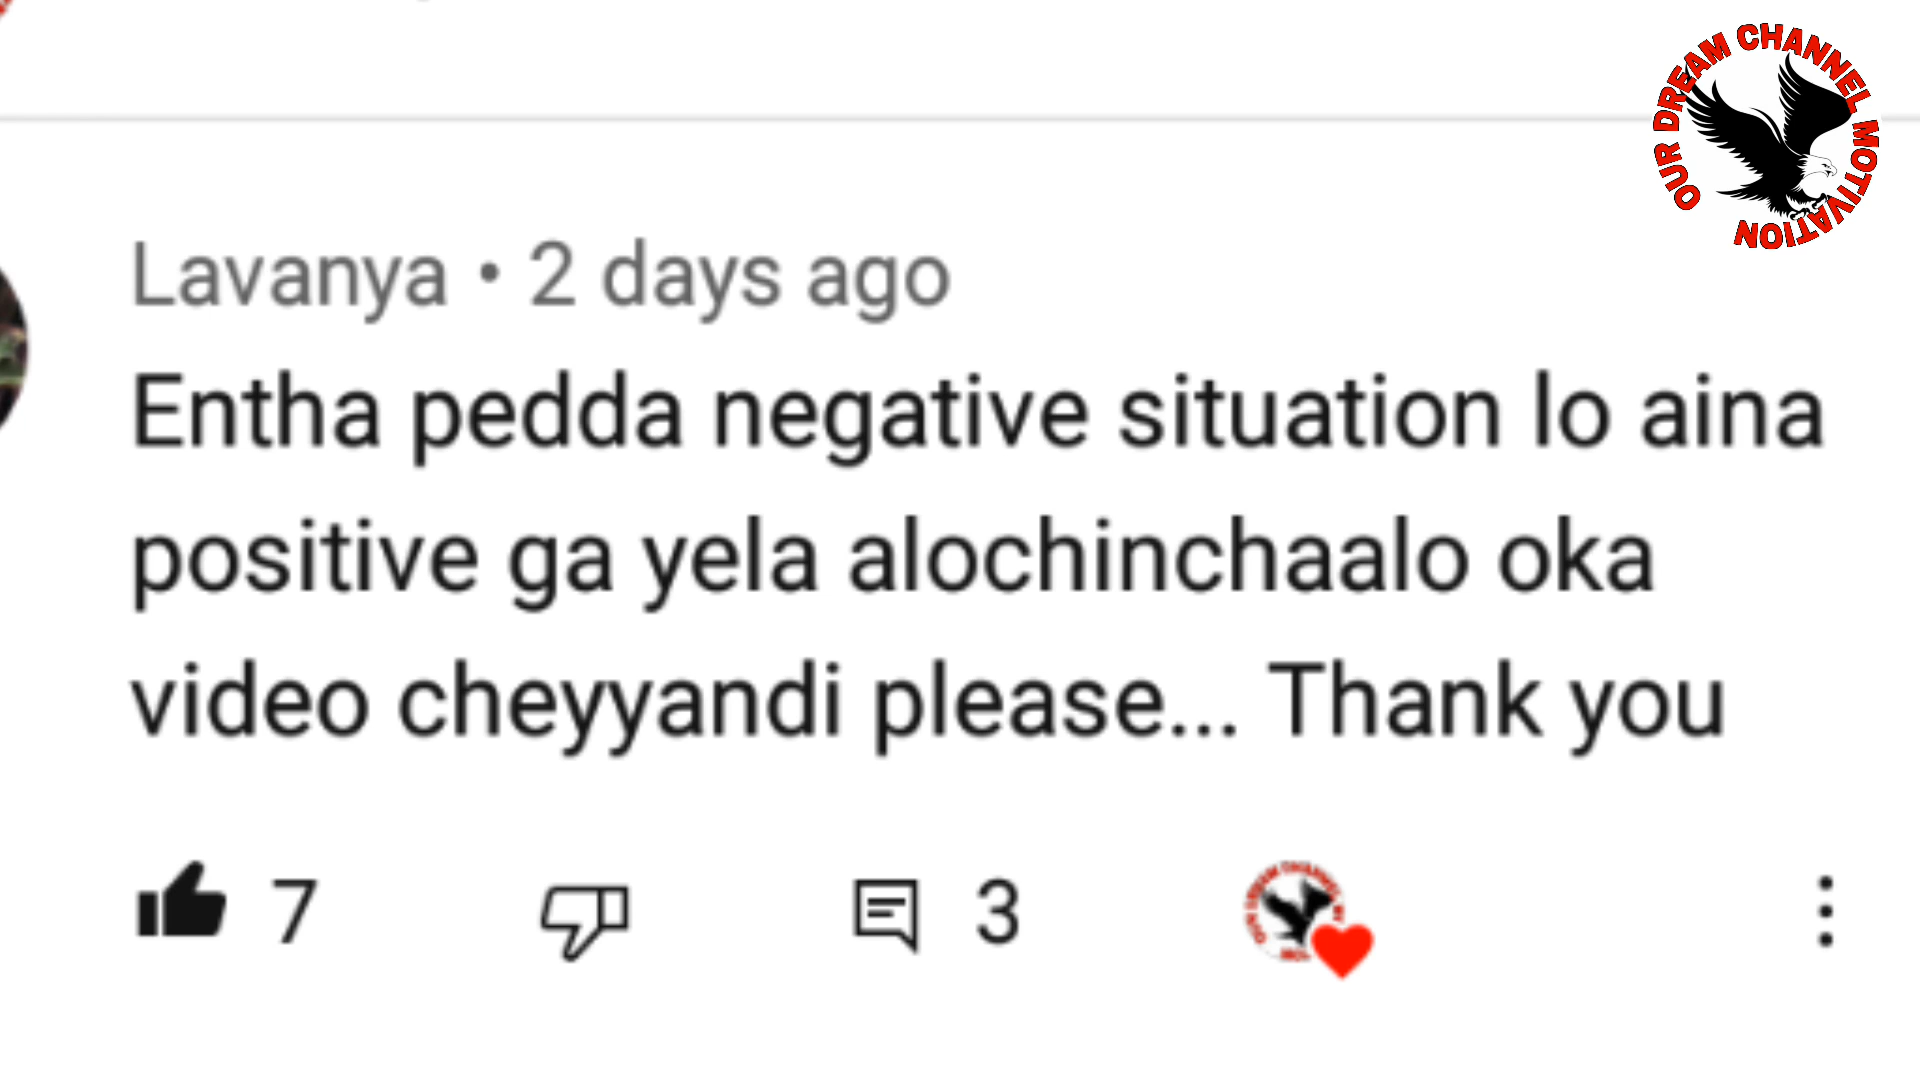 OUR DREAM CHANNEL MOTIVATION
Lavanya • 2 days ago
Entha pedda negative situation lo aina
positive ga yela alochinchaalo oka
video cheyyandi please... Thank you
7
3